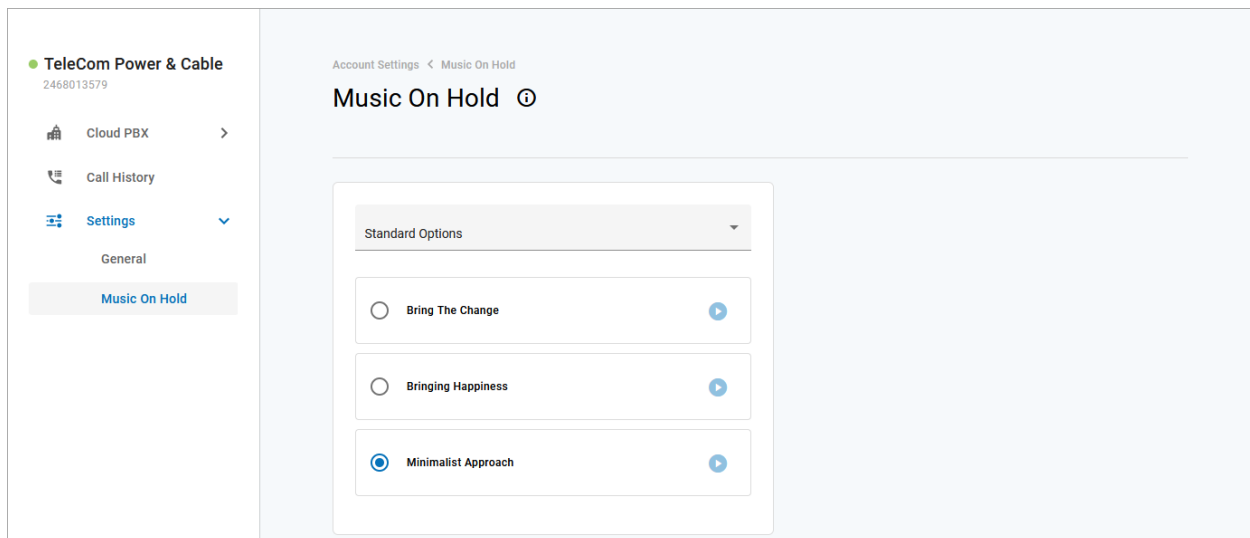 TeleCom Power & Cable
2468013579
Cloud PBX
Call History
Settings
General
Music On Hold
Account Settings < Music On Hold
Music On Hold
Standard Options
Bring The Change
Bringing Happiness
Minimalist Approach